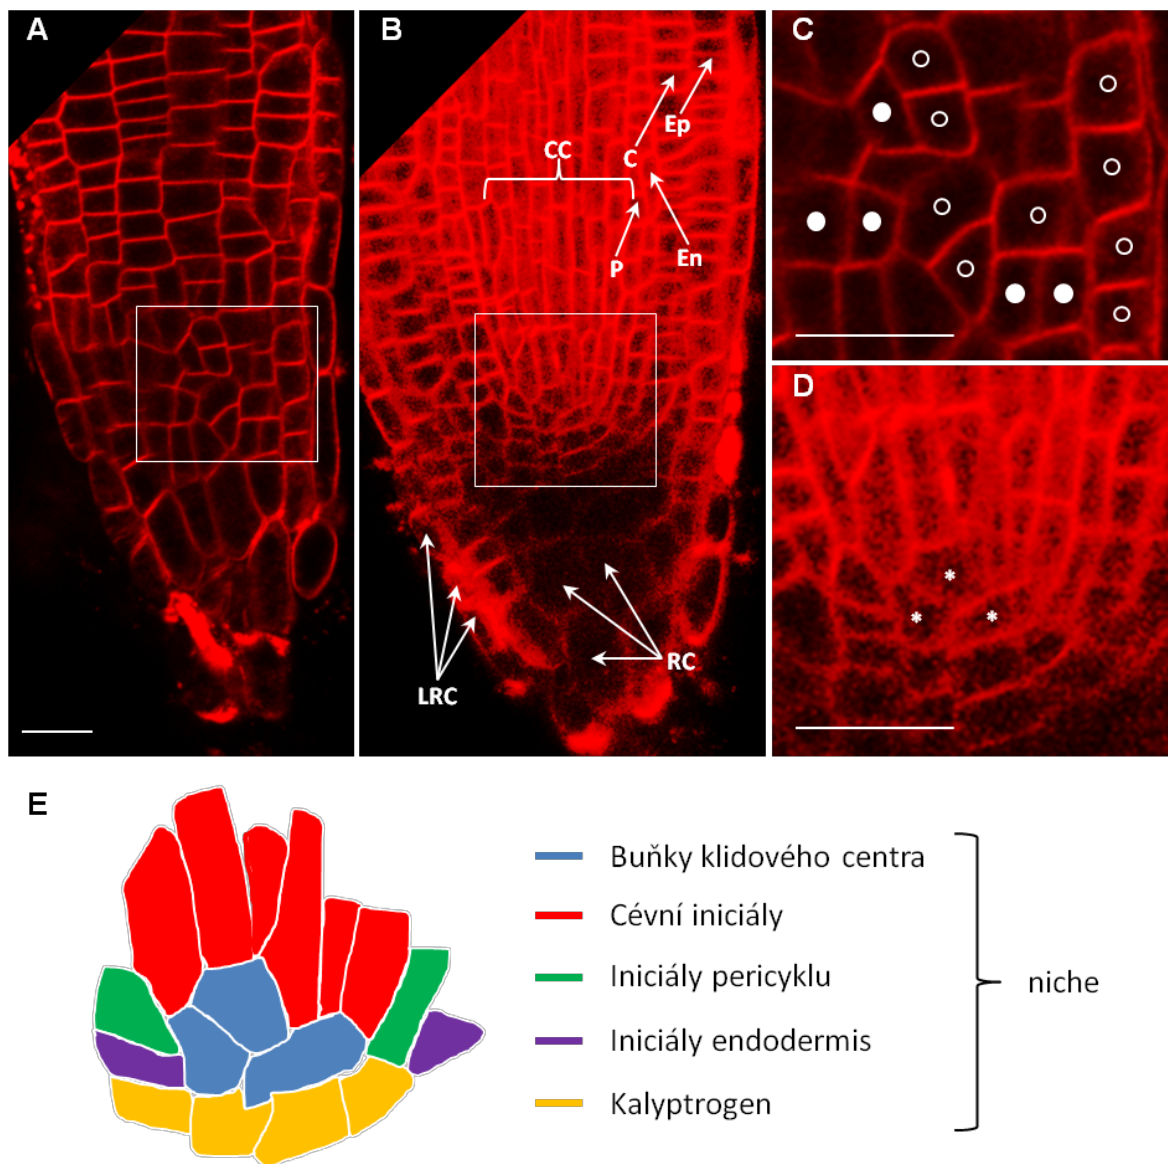 A
B
C
Ep
CC
C
P
En
LRC
RC
D
E
Buňky klidového centra
Cévní iniciály
Iniciály pericyklu
Iniciály endodermis
Kalyptrogen
niche